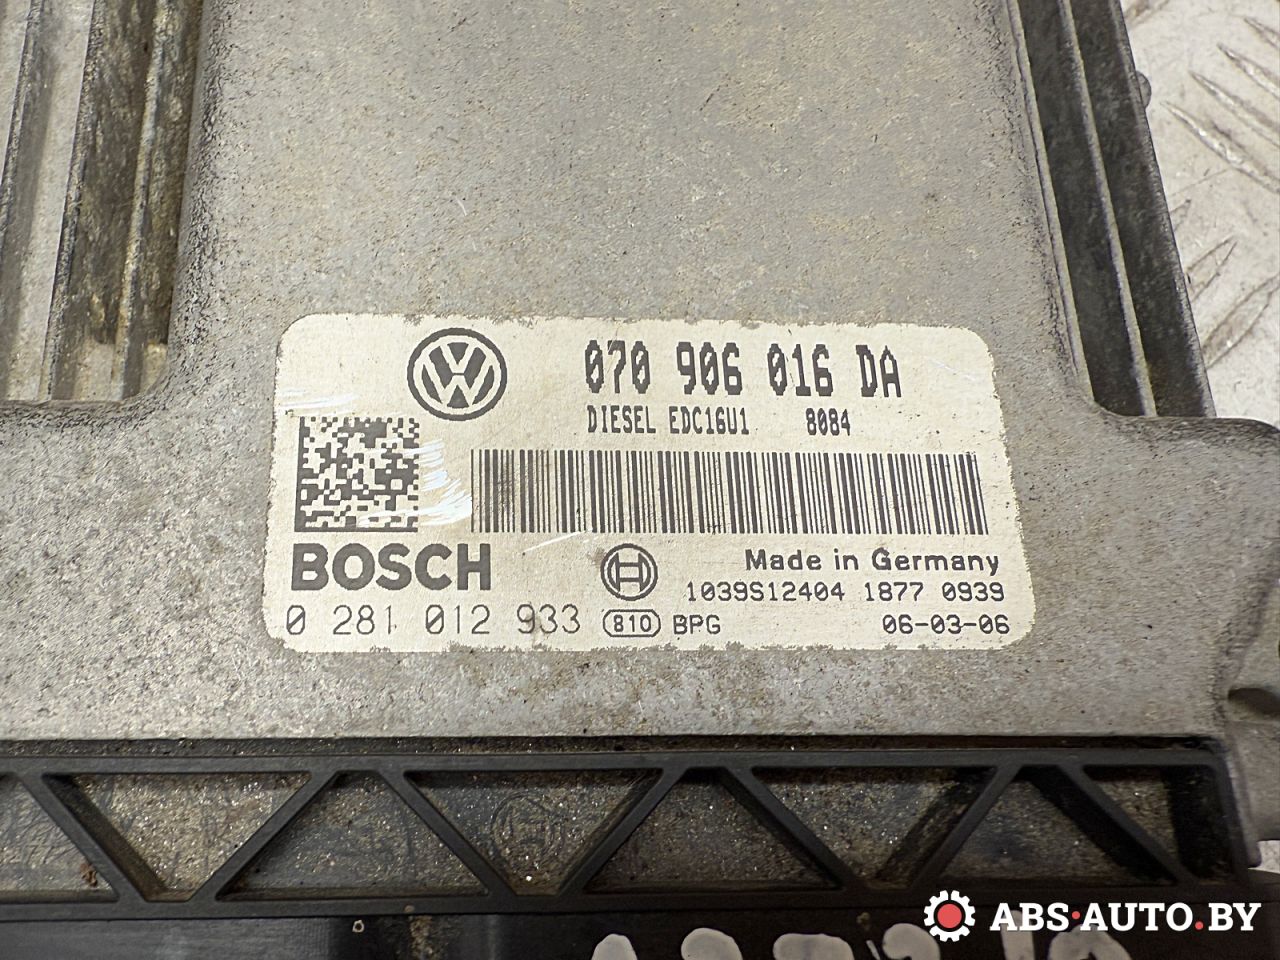 070 906 016 DA
DIESEL EDC16U1 8084
BOSCH
Made in Germany
1039S12404 1877 0939
0 281 012 933 810 BPG 06-03-06
ABS-AUTO.BY